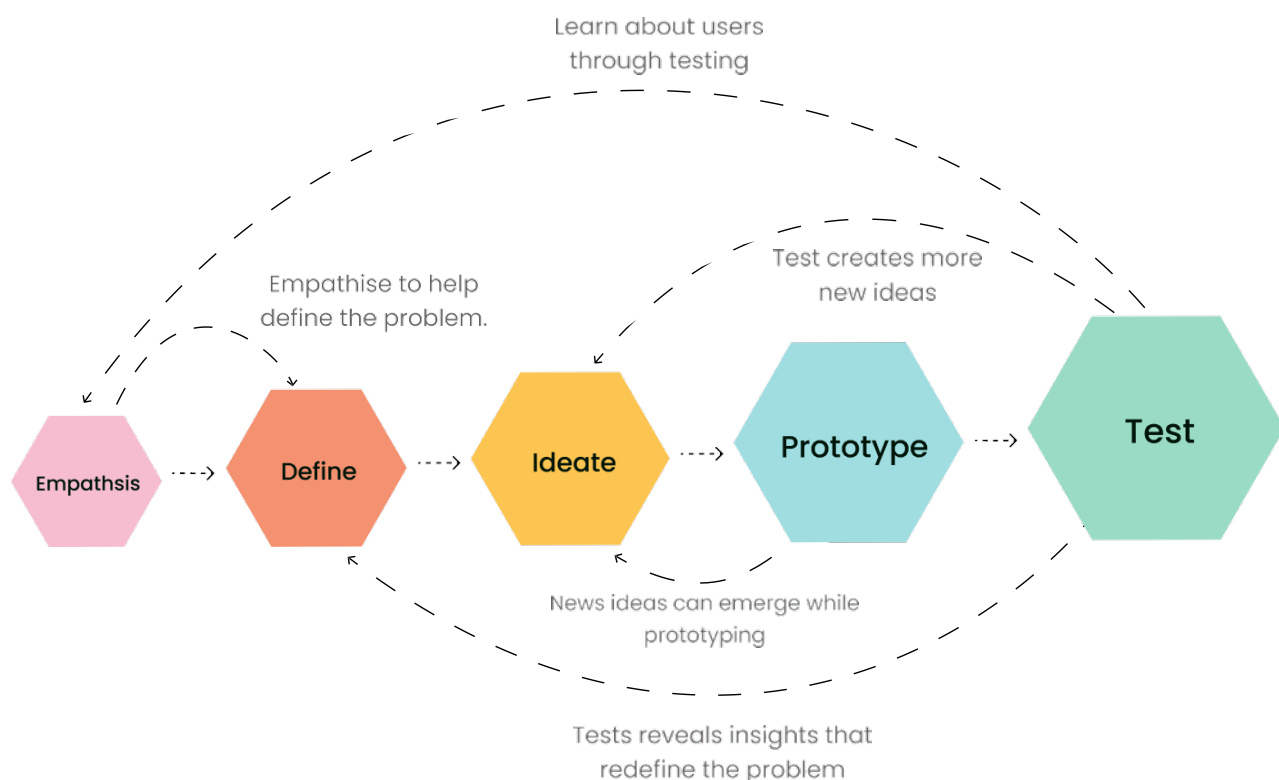 Learn about users
through testing
Test creates more
new ideas
Empathise to help
define the problem.
Empathsis
Define
Ideate
Prototype
Test
News ideas can emerge while
prototyping
Tests reveals insights that
redefine the problem